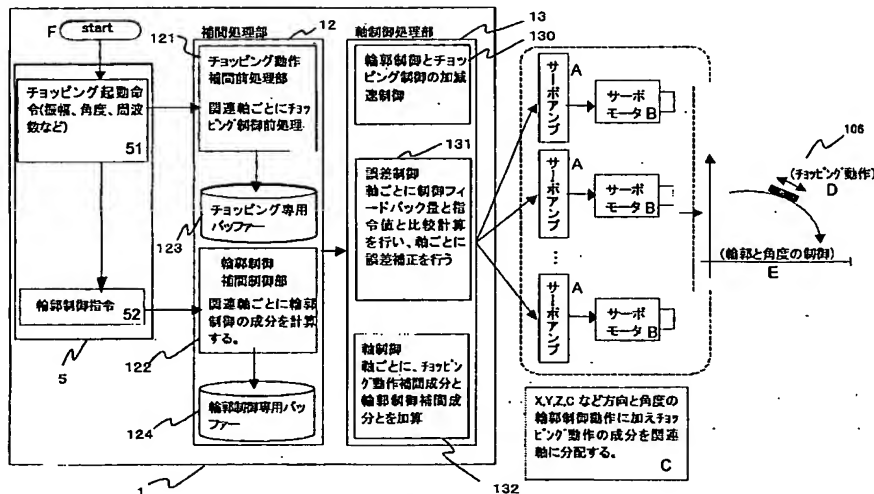 F
start
チョッピング起動命
令(振幅、角度、周波
数など)
51
輪郭制御指令
52
5
補間処理部
12
121
チョッピング動作
補間前処理部
関連軸ごとにチョッ
ピング制御前処理
チョッピング専用
バッファー
123
輪郭制御
補間制御部
関連軸ごとに輪郭
制御の成分を計算
する。
122
輪郭制御専用バッ
ファー
124
1
軸制御処理部
13
130
輪郭制御とチョッ
ピング制御の加減
速制御
131
誤差制御
軸ごとに制御フィ
ードバック量と指
令値と比較計算
を行い、軸ごとに
誤差補正を行う
軸制御
軸ごとに、チョッピン
グ動作補間成分と
輪郭制御補間成
分とを加算
132
サーボアンプ
A
サーボ
モータ B
サーボアンプ
A
サーボ
モータ B
…
サーボアンプ
A
サーボ
モータ B
X,Y,Z,C など方向と角度の
輪郭制御動作に加えチョッ
ピング動作の成分を関連
軸に分配する。
C
106
(チョッピング動作)
D
(輪郭と角度の制御)
E